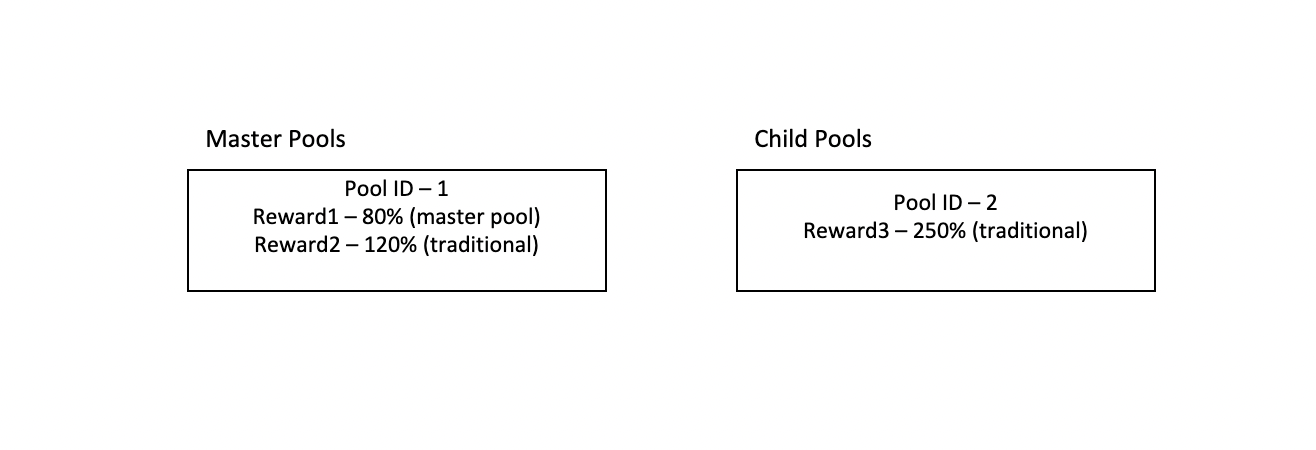 Master Pools
Pool ID – 1
Reward1 – 80% (master pool)
Reward2 – 120% (traditional)
Child Pools
Pool ID – 2
Reward3 – 250% (traditional)